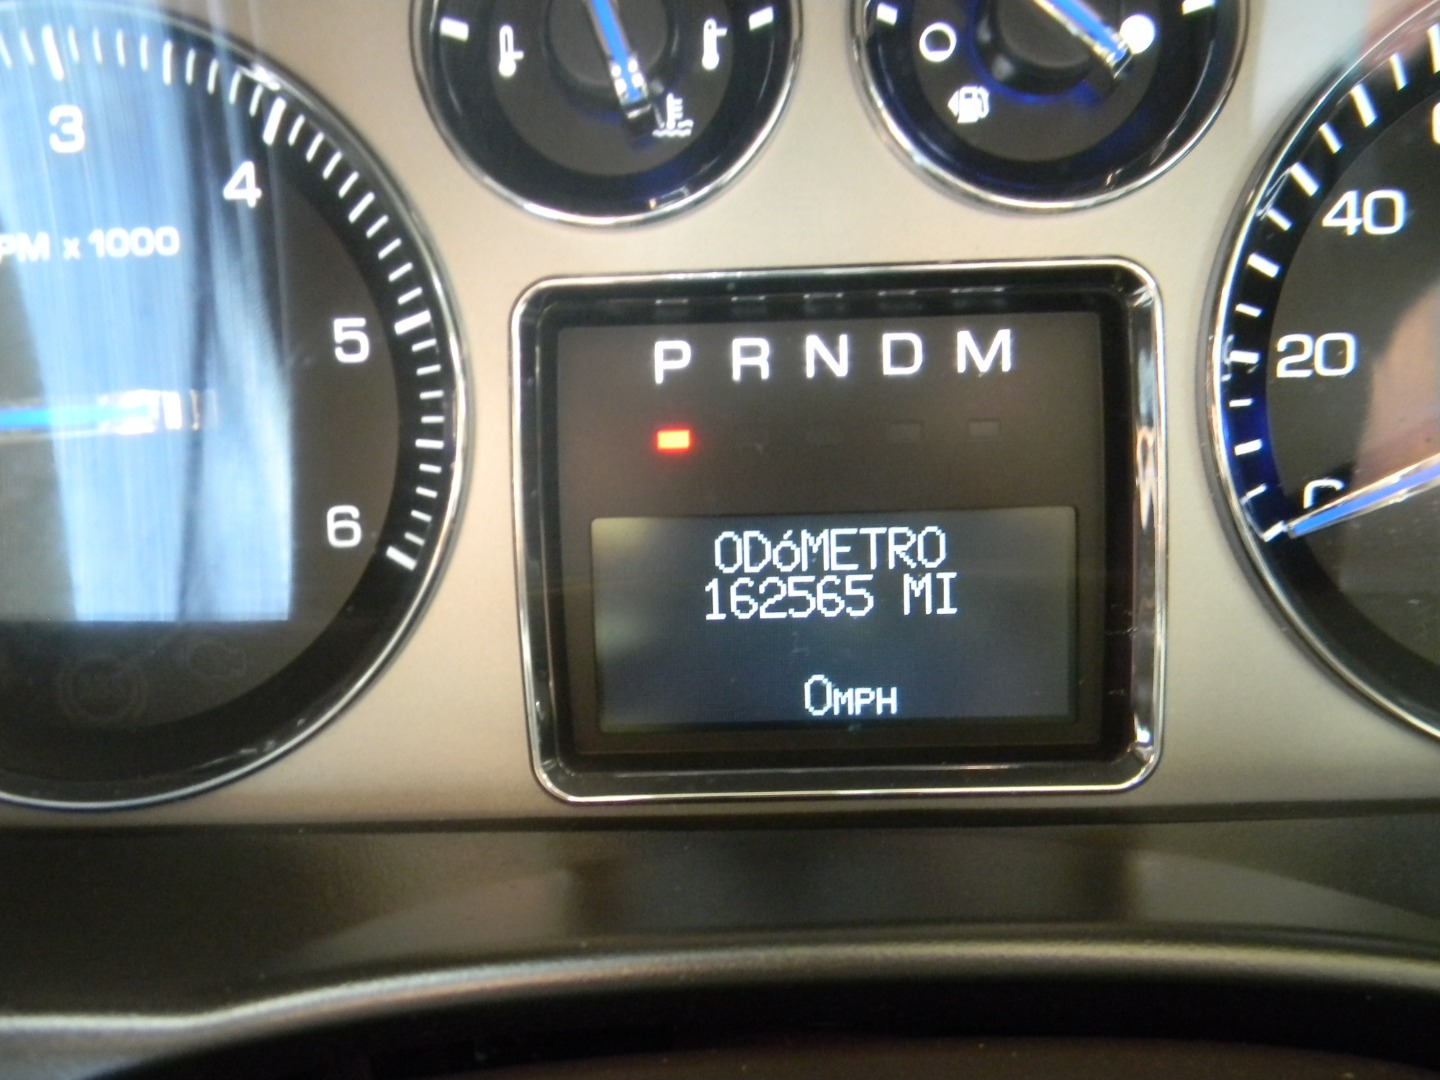 3
4
PM x 1000
5
6
40
20
P R N D M
ODóMETRO
162565 MI
0MPH